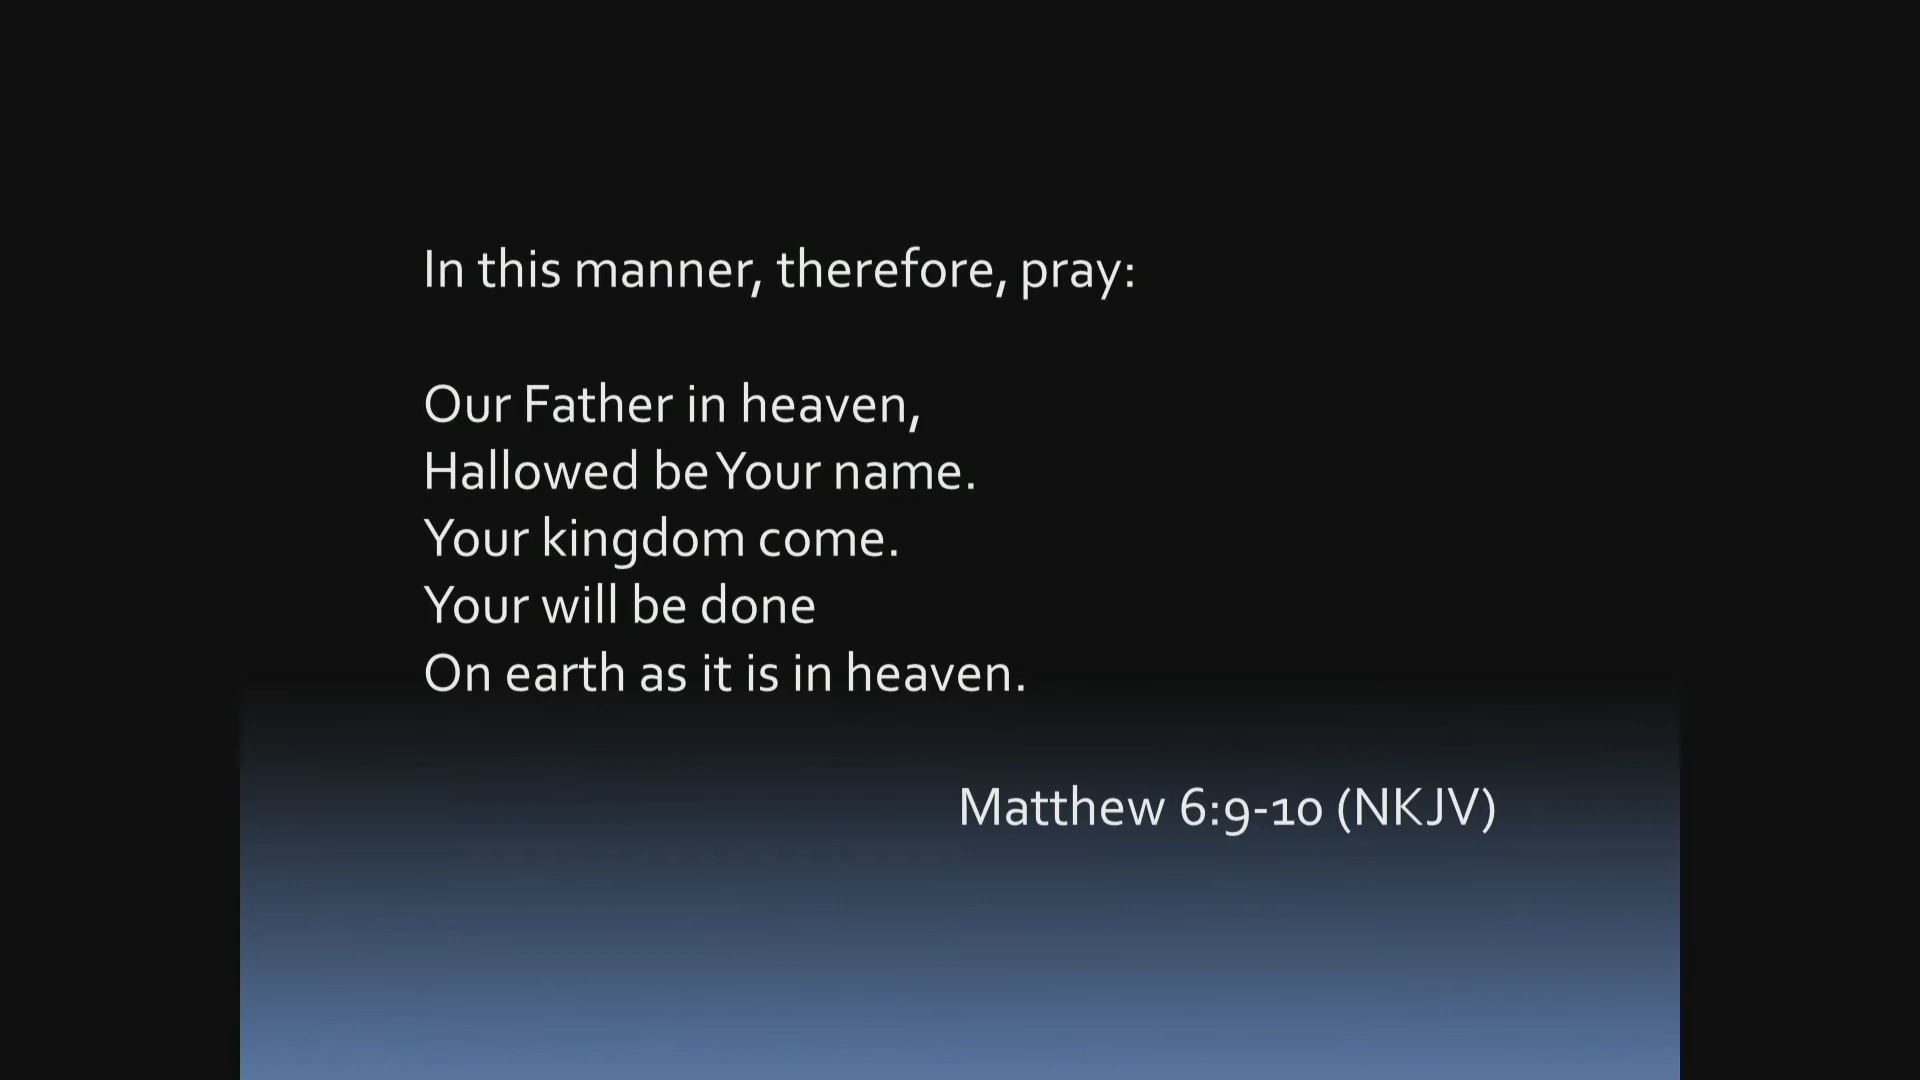 In this manner, therefore, pray:
Our Father in heaven,
Hallowed be Your name.
Your kingdom come.
Your will be done
On earth as it is in heaven.
Matthew 6:9-10 (NKJV)